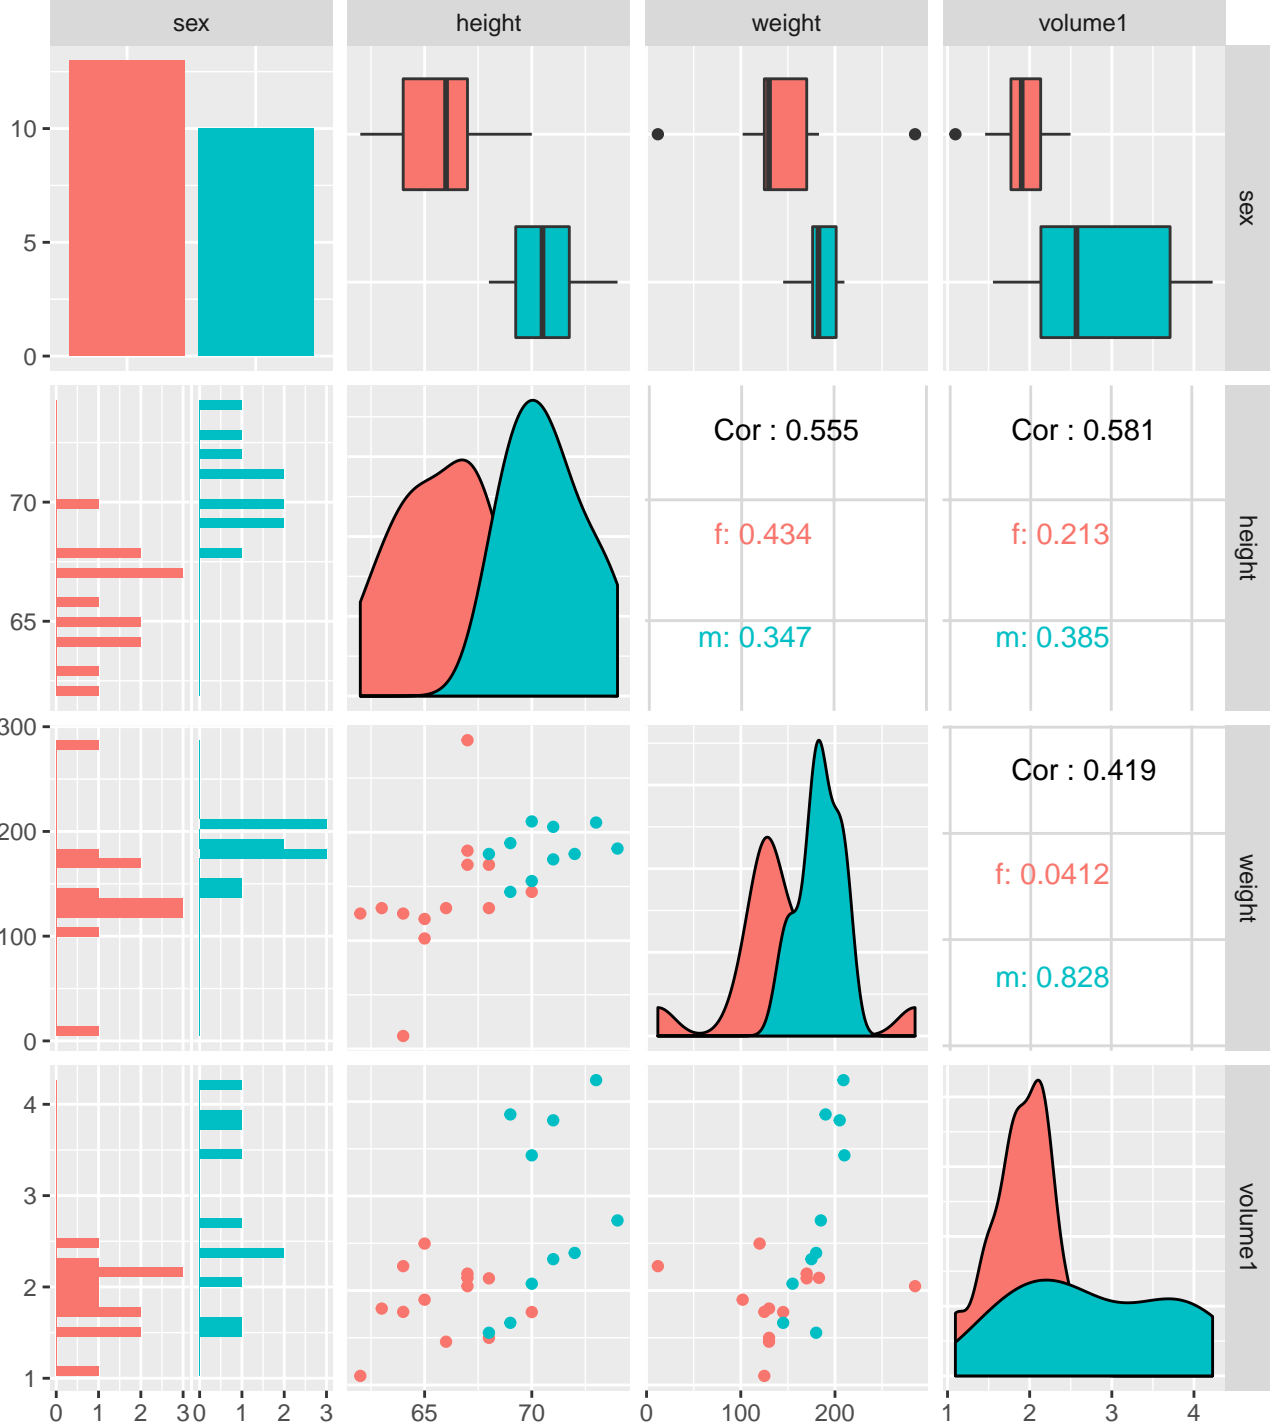 sex height weight volume1
10
5
0
sex
Cor : 0.555 Cor : 0.581
70
f: 0.434 f: 0.213
65
m: 0.347 m: 0.385
height
300
Cor : 0.419
200
f: 0.0412
100
m: 0.828
0
weight
4
3
2
1
volume1
0 1 2 3 0 1 2 3 65 70 0 100 200 1 2 3 4